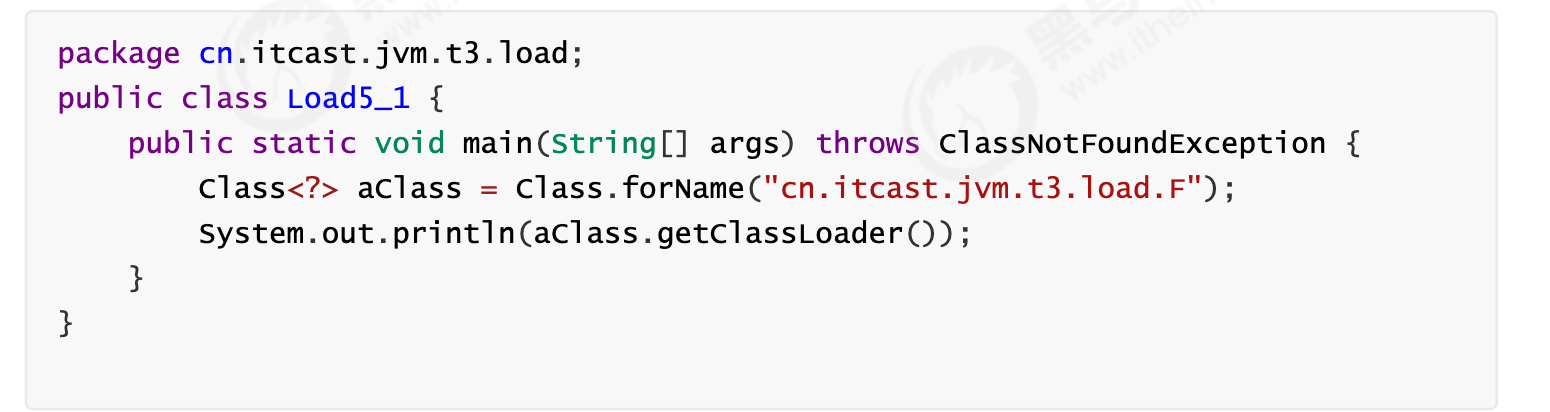 package cn.itcast.jvm.t3.load;
public class Load5_1 {
    public static void main(String[] args) throws ClassNotFoundException {
        Class<?> aClass = Class.forName("cn.itcast.jvm.t3.load.F");
        System.out.println(aClass.getClassLoader());
    }
}